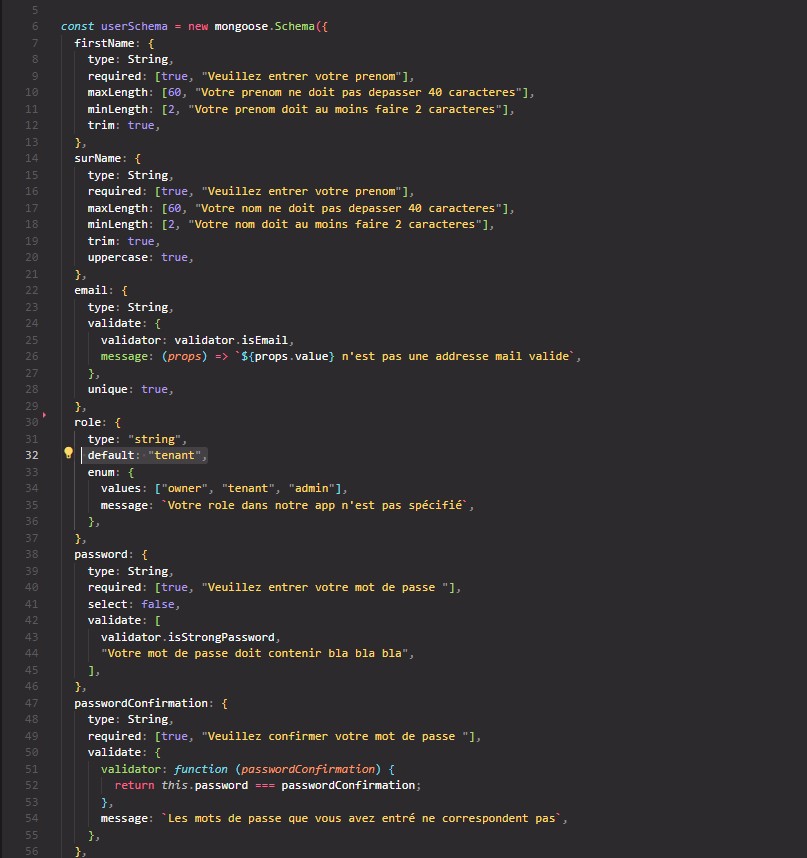 5
6 const userSchema = new mongoose.Schema({
7 firstName: {
8 type: String,
9 required: [true, "Veuillez entrer votre prenom"],
10 maxLength: [60, "Votre prenom ne doit pas depasser 40 caracteres"],
11 minLength: [2, "Votre prenom doit au moins faire 2 caracteres"],
12 trim: true,
13 },
14 surName: {
15 type: String,
16 required: [true, "Veuillez entrer votre prenom"],
17 maxLength: [60, "Votre nom ne doit pas depasser 40 caracteres"],
18 minLength: [2, "Votre nom doit au moins faire 2 caracteres"],
19 trim: true,
20 uppercase: true,
21 },
22 email: {
23 type: String,
24 validate: {
25 validator: validator.isEmail,
26 message: (props) => `${props.value} n'est pas une addresse mail valide`,
27 },
28 unique: true,
29 },
30 role: {
31 type: "string",
32 default: "tenant",
33 enum: {
34 values: ["owner", "tenant", "admin"],
35 message: `Votre role dans notre app n'est pas spécifié`,
36 },
37 },
38 password: {
39 type: String,
40 required: [true, "Veuillez entrer votre mot de passe "],
41 select: false,
42 validate: [
43 validator.isStrongPassword,
44 "Votre mot de passe doit contenir bla bla bla",
45 ],
46 },
47 passwordConfirmation: {
48 type: String,
49 required: [true, "Veuillez confirmer votre mot de passe "],
50 validate: {
51 validator: function (passwordConfirmation) {
52 return this.password === passwordConfirmation;
53 },
54 message: `Les mots de passe que vous avez entré ne correspondent pas`,
55 },
56 },